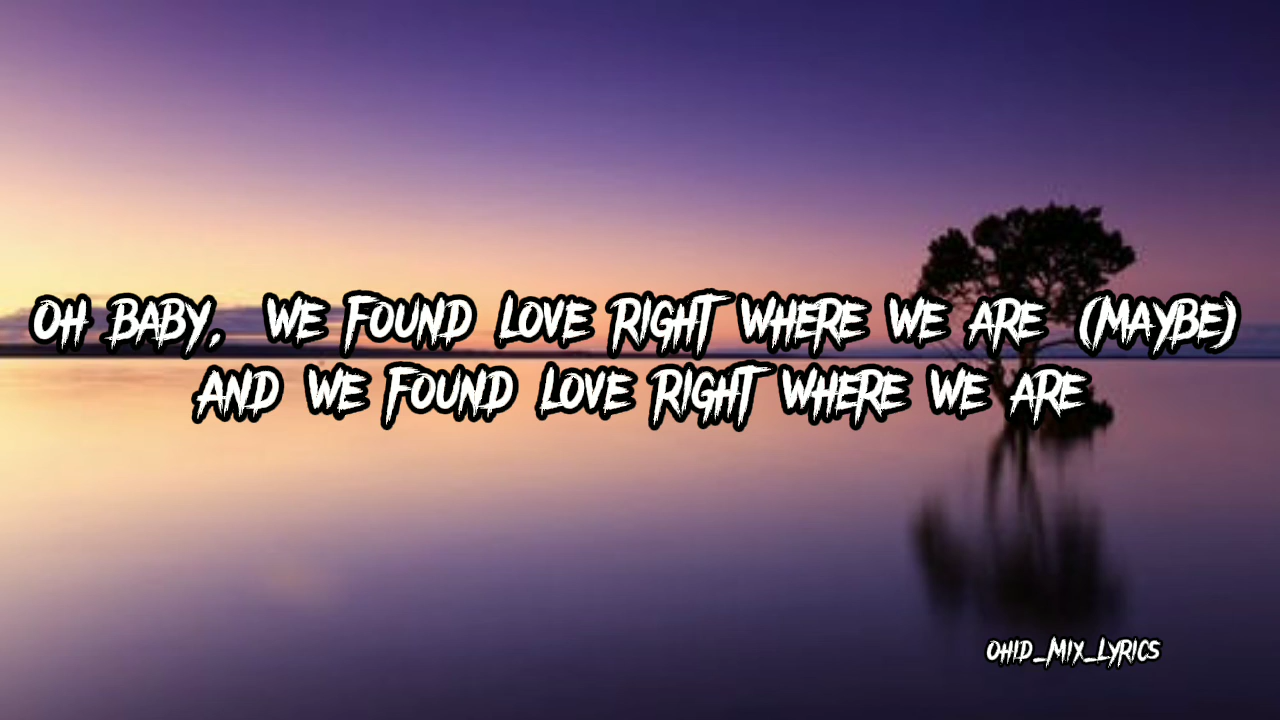 OH BABY, WE FOUND LOVE RIGHT WHERE WE ARE (MAYBE)
AND WE FOUND LOVE RIGHT WHERE WE ARE
OHID_MIX_LYRICS